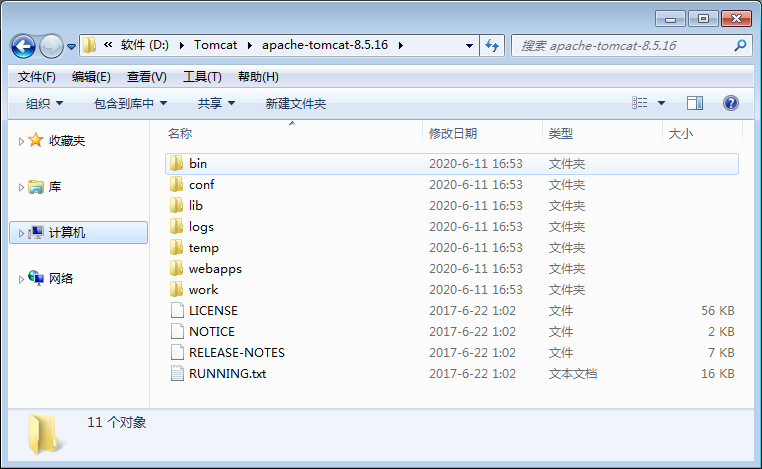 « 软件 (D:) Tomcat apache-tomcat-8.5.16 搜索 apache-tomcat-8.5.16
文件(F) 编辑(E) 查看(V) 工具(T) 帮助(H)
组织 包含到库中 共享 新建文件夹
名称 修改日期 类型 大小
收藏夹
库
计算机
网络
bin 2020-6-11 16:53 文件夹
conf 2020-6-11 16:53 文件夹
lib 2020-6-11 16:53 文件夹
logs 2020-6-11 16:53 文件夹
temp 2020-6-11 16:53 文件夹
webapps 2020-6-11 16:53 文件夹
work 2020-6-11 16:53 文件夹
LICENSE 2017-6-22 1:02 文件 56 KB
NOTICE 2017-6-22 1:02 文件 2 KB
RELEASE-NOTES 2017-6-22 1:02 文件 7 KB
RUNNING.txt 2017-6-22 1:02 文本文档 16 KB
11 个对象